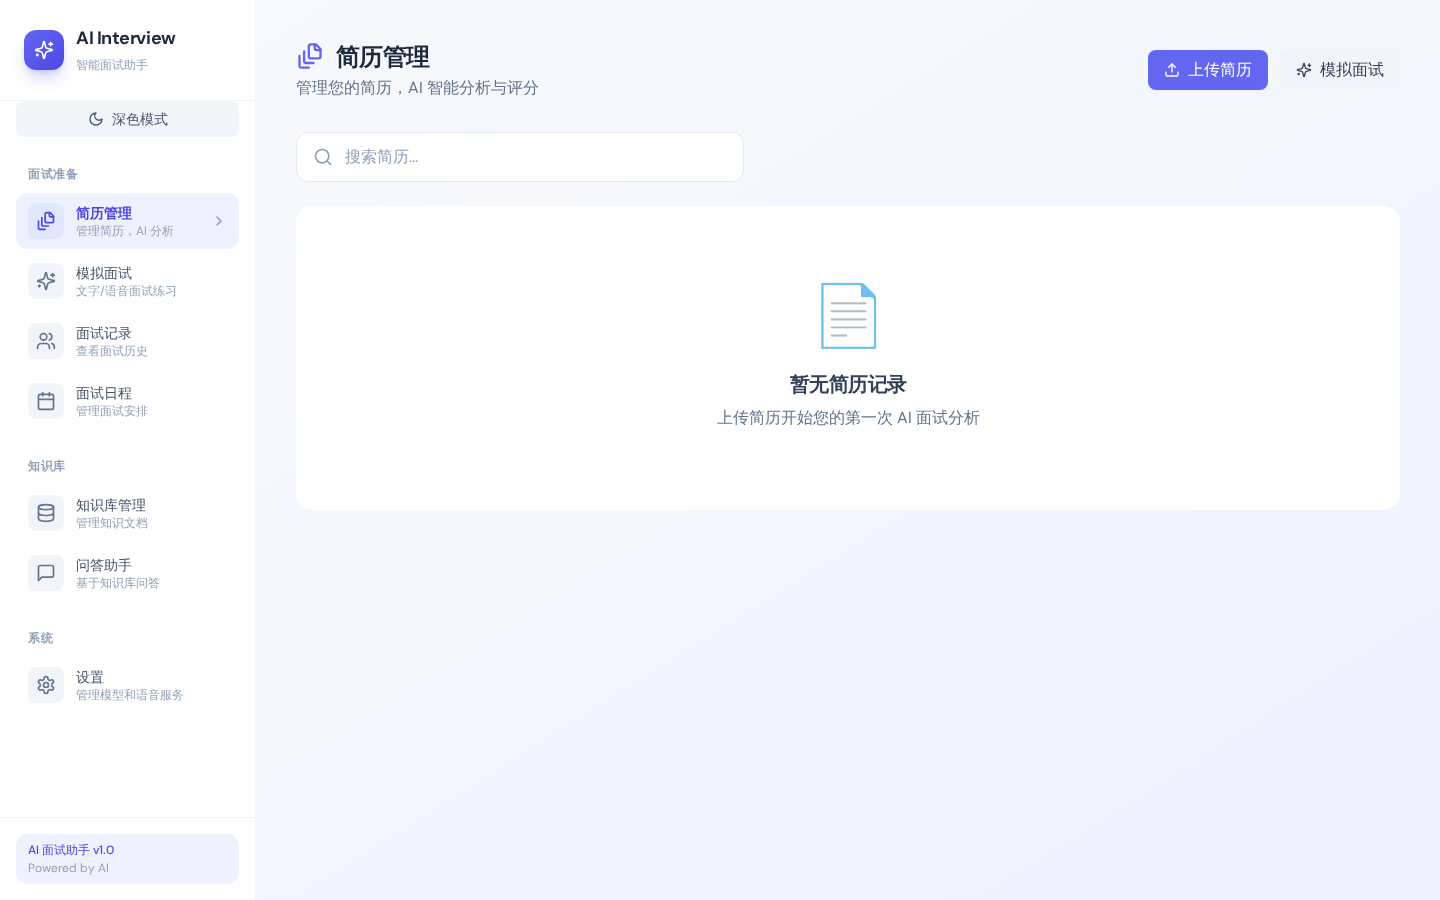 AI Interview
智能面试助手
深色模式
面试准备
简历管理
管理简历，AI 分析
模拟面试
文字/语音面试练习
面试记录
查看面试历史
面试日程
管理面试安排
知识库
知识库管理
管理知识文档
问答助手
基于知识库问答
系统
设置
管理模型和语音服务
AI 面试助手 v1.0
Powered by AI
简历管理
管理您的简历，AI 智能分析与评分
上传简历
模拟面试
搜索简历...
暂无简历记录
上传简历开始您的第一次 AI 面试分析